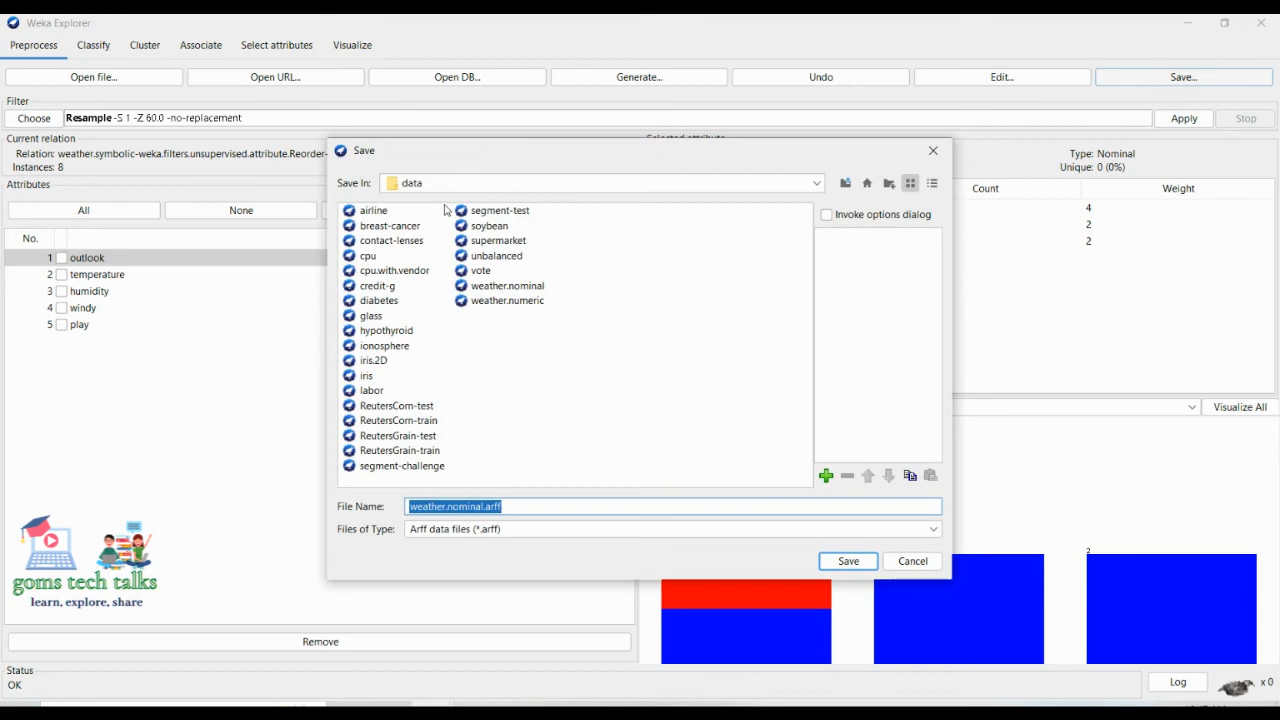 Weka Explorer
Preprocess Classify Cluster Associate Select attributes Visualize
Open file... Open URL... Open DB... Generate... Undo Edit... Save...
Filter
Choose Resample -S 1 -Z 60.0 -no-replacement Apply Stop
Current relation
Relation: weather.symbolic-weka.filters.unsupervised.attribute.Reorder-
Instances: 8
Type: Nominal
Unique: 0 (0%)
Attributes
All None
No.
1 outlook
2 temperature
3 humidity
4 windy
5 play
Count Weight
4
2
2
Save
Save In: data
Invoke options dialog
airline
breast-cancer
contact-lenses
cpu
cpu.with.vendor
credit-g
diabetes
glass
hypothyroid
ionosphere
iris.2D
iris
labor
ReutersCorn-test
ReutersCorn-train
ReutersGrain-test
ReutersGrain-train
segment-challenge
segment-test
soybean
supermarket
unbalanced
vote
weather.nominal
weather.numeric
File Name: weather.nominal.arff
Files of Type: Arff data files (*.arff)
Save Cancel
Visualize All
2
goms tech talks
learn, explore, share
Remove
Status
OK
Log x 0